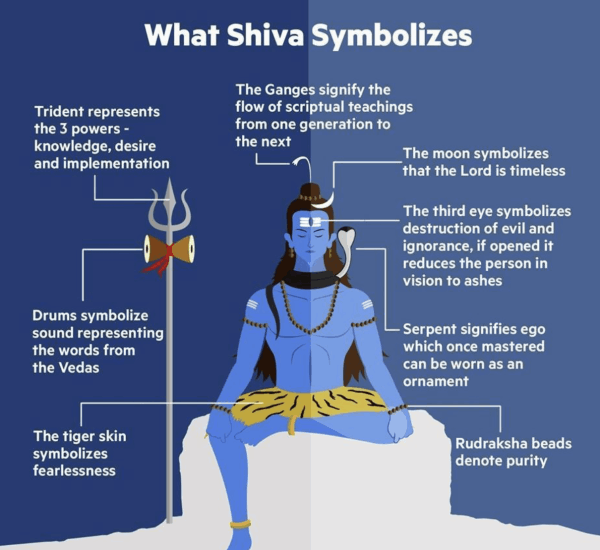 What Shiva Symbolizes
The Ganges signify the
flow of scriptual teachings
from one generation to
the next
Trident represents
the 3 powers -
knowledge, desire
and implementation
The moon symbolizes
that the Lord is timeless
The third eye symbolizes
destruction of evil and
ignorance, if opened it
reduces the person in
vision to ashes
Drums symbolize
sound representing
the words from
the Vedas
Serpent signifies ego
which once mastered
can be worn as an
ornament
The tiger skin
symbolizes
fearlessness
Rudraksha beads
denote purity